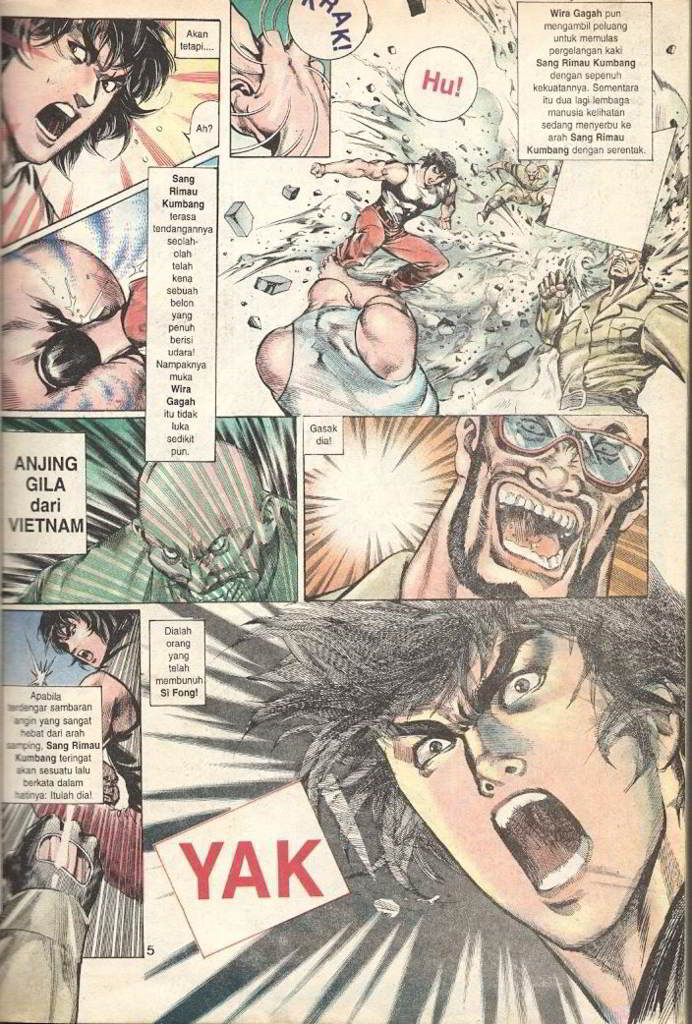 Akan
tetapi....
Ah?
RAK!
Hu!
Wira Gagah pun
mengambil peluang
untuk memulas
pergelangan kaki
Sang Rimau Kumbang
dengan sepenuh
kekuatannya. Sementara
itu dua lagi lembaga
manusia kelihatan
sedang menyerbu ke
arah Sang Rimau
Kumbang dengan serentak.
Sang
Rimau
Kumbang
terasa
tendangannya
seolah-
olah
telah
kena
sebuah
belon
yang
penuh
berisi
udara!
Nampaknya
muka
Wira
Gagah
itu tidak
luka
sedikit
pun.
ANJING
GILA
dari
VIETNAM
Gasak
dia!
Apabila
terdengar sambaran
angin yang sangat
hebat dari arah
samping, Sang Rimau
Kumbang teringat
akan sesuatu lalu
berkata dalam
hatinya: Itulah dia!
Dialah
orang
yang
telah
membunuh
Si Fong!
YAK
5